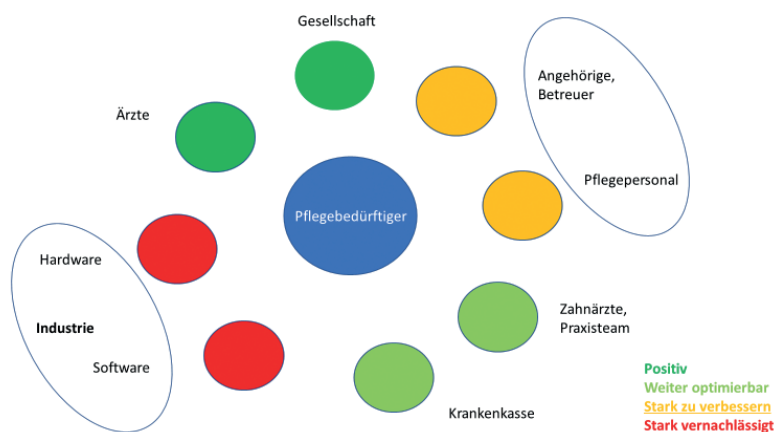 Gesellschaft
Angehörige,
Betreuer
Ärzte
Pflegepersonal
Pflegebedürftiger
Hardware
Industrie
Software
Zahnärzte,
Praxisteam
Krankenkasse
Positiv
Weiter optimierbar
Stark zu verbessern
Stark vernachlässigt